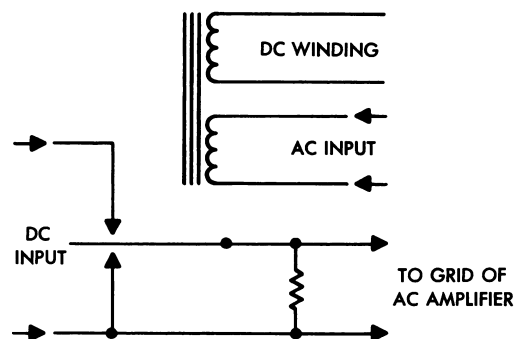 DC WINDING
AC INPUT
DC
INPUT
TO GRID OF
AC AMPLIFIER